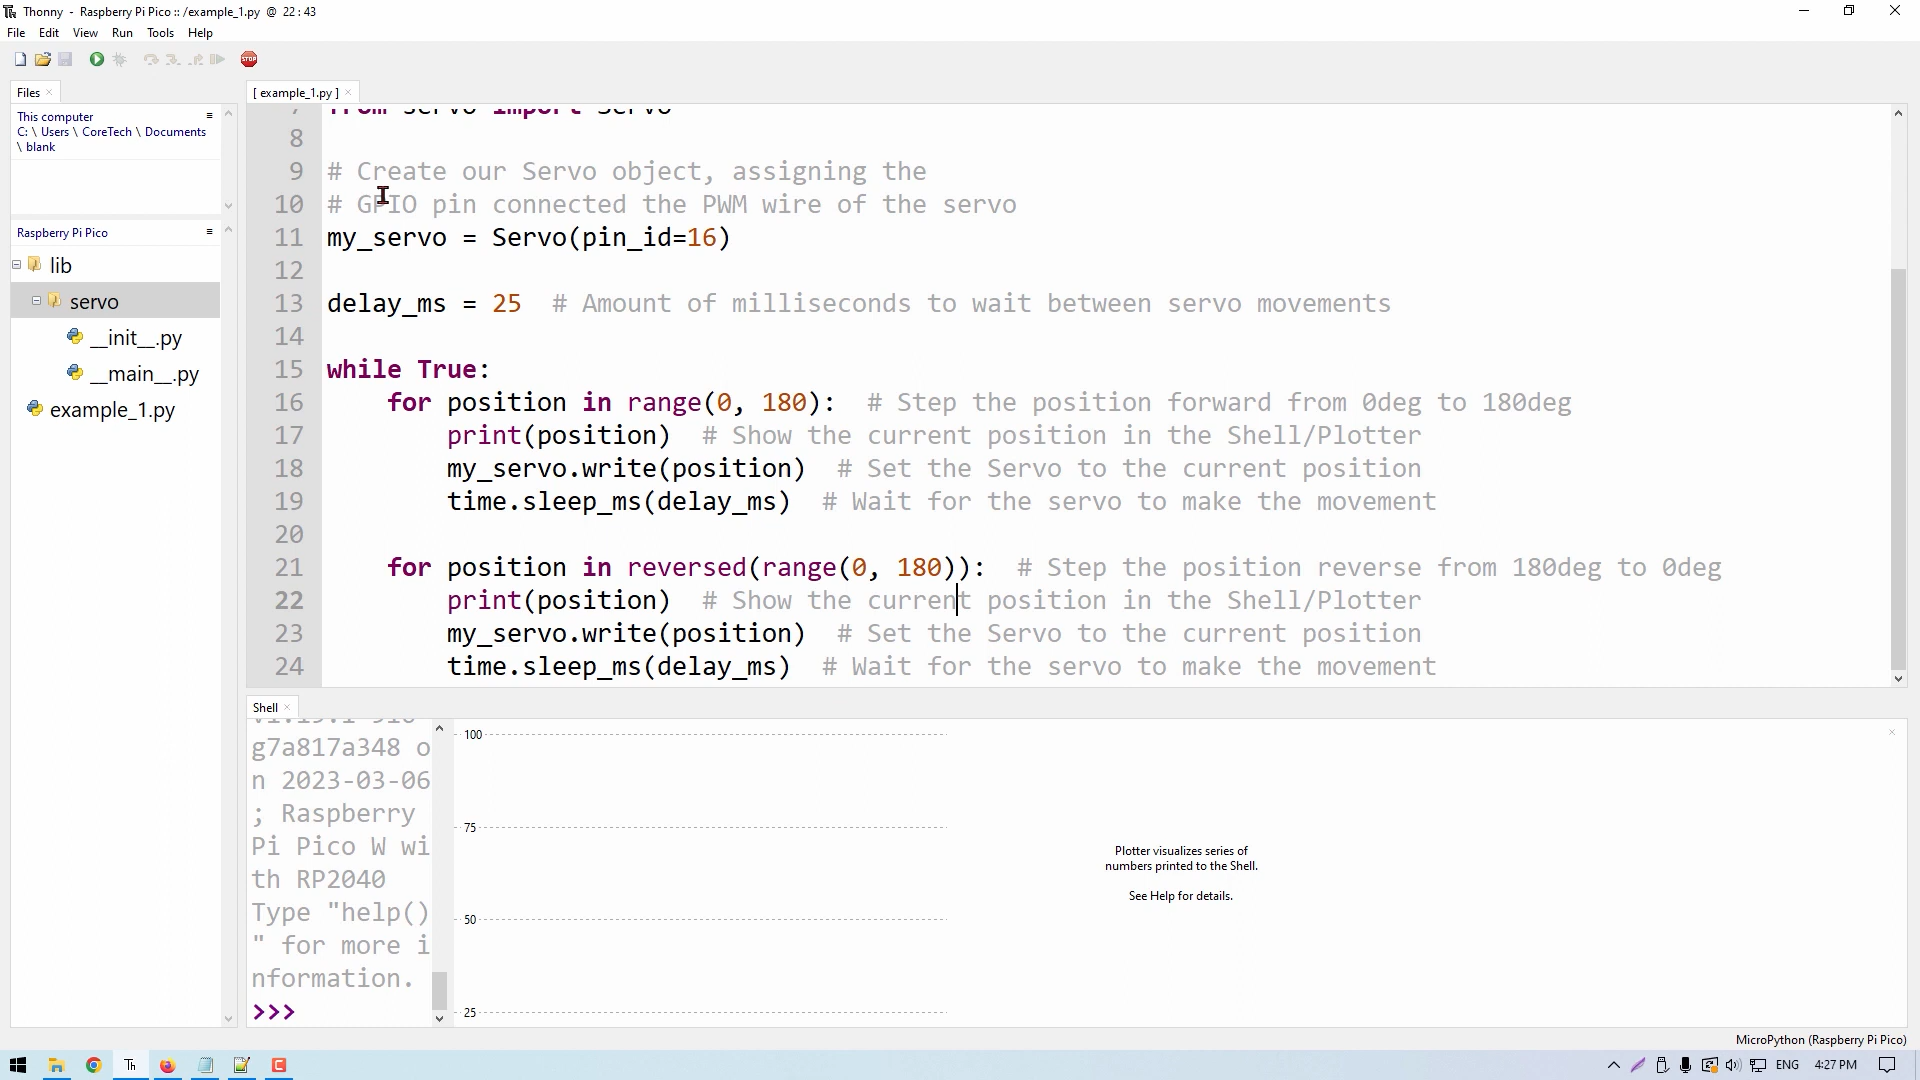 Thonny - Raspberry Pi Pico :: /example_1.py @ 22 : 43
File Edit View Run Tools Help
STOP
Files
This computer
C: \ Users \ CoreTech \ Documents
\ blank
Raspberry Pi Pico
lib
servo
__init__.py
__main__.py
example_1.py
[ example_1.py ]
7 from servo import Servo
8
9 # Create our Servo object, assigning the
10 # GPIO pin connected the PWM wire of the servo
11 my_servo = Servo(pin_id=16)
12
13 delay_ms = 25  # Amount of milliseconds to wait between servo movements
14
15 while True:
16     for position in range(0, 180):  # Step the position forward from 0deg to 180deg
17         print(position)  # Show the current position in the Shell/Plotter
18         my_servo.write(position)  # Set the Servo to the current position
19         time.sleep_ms(delay_ms)  # Wait for the servo to make the movement
20
21     for position in reversed(range(0, 180)):  # Step the position reverse from 180deg to 0deg
22         print(position)  # Show the current position in the Shell/Plotter
23         my_servo.write(position)  # Set the Servo to the current position
24         time.sleep_ms(delay_ms)  # Wait for the servo to make the movement
Shell
g7a817a348 o
n 2023-03-06
; Raspberry
Pi Pico W wi
th RP2040
Type "help()
" for more i
nformation.
>>>
100
75
50
25
Plotter visualizes series of
numbers printed to the Shell.
See Help for details.
MicroPython (Raspberry Pi Pico)
Th
ENG 4:27 PM